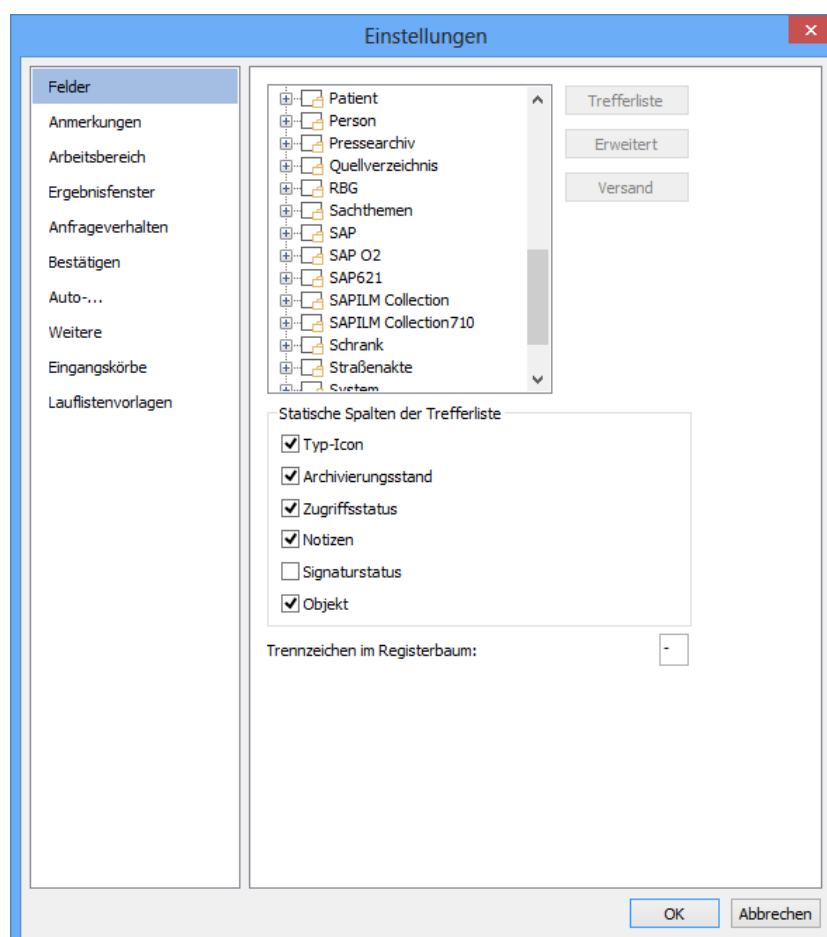 Einstellungen
Felder
Anmerkungen
Arbeitsbereich
Ergebnisfenster
Anfrageverhalten
Bestätigen
Auto-...
Weitere
Eingangskörbe
Lauflistenvorlagen
Patient
Person
Pressearchiv
Quellverzeichnis
RBG
Sachthemen
SAP
SAP O2
SAP621
SAPILM Collection
SAPILM Collection710
Schrank
Straßenakte
System
Trefferliste
Erweitert
Versand
Statische Spalten der Trefferliste
Typ-Icon
Archivierungsstand
Zugriffsstatus
Notizen
Signaturstatus
Objekt
Trennzeichen im Registerbaum: -
OK Abbrechen